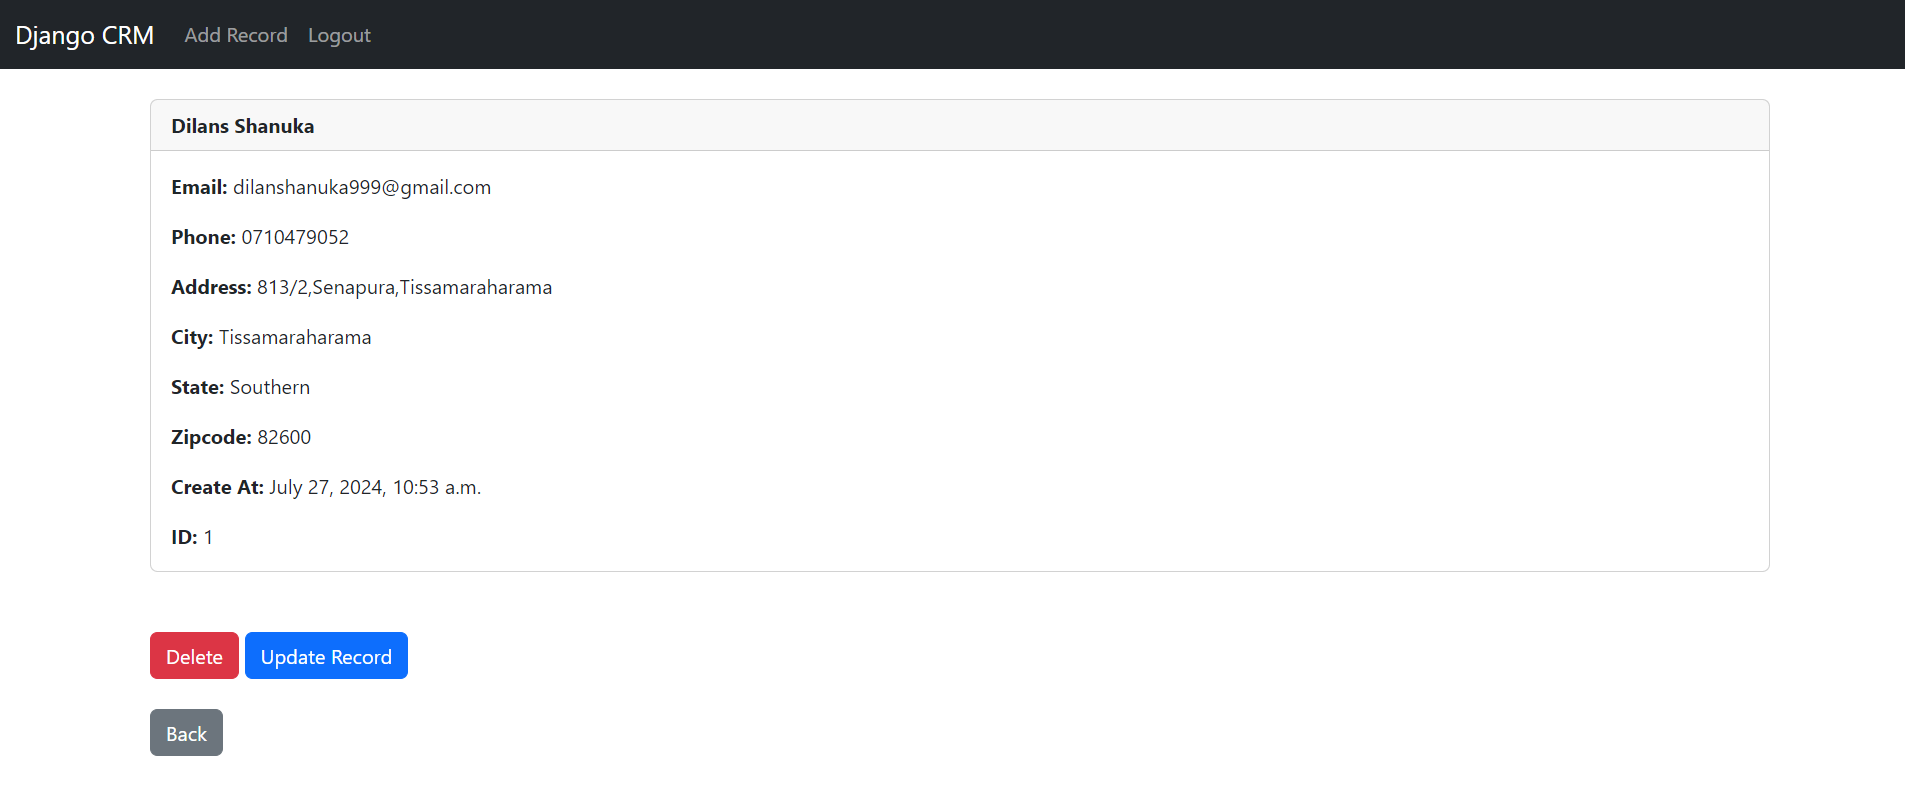 Django CRM Add Record Logout
Dilans Shanuka
Email: dilanshanuka999@gmail.com
Phone: 0710479052
Address: 813/2,Senapura,Tissamaraharama
City: Tissamaraharama
State: Southern
Zipcode: 82600
Create At: July 27, 2024, 10:53 a.m.
ID: 1
Delete Update Record
Back